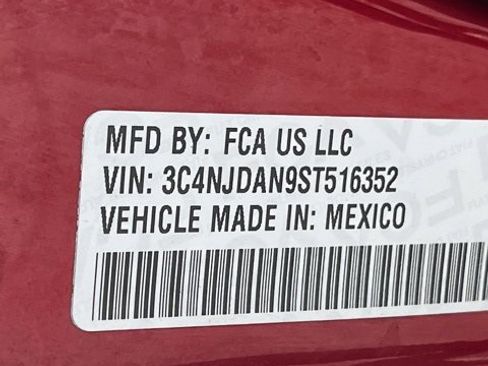 MFD BY: FCA US LLC
VIN: 3C4NJDAN9ST516352
VEHICLE MADE IN: MEXICO